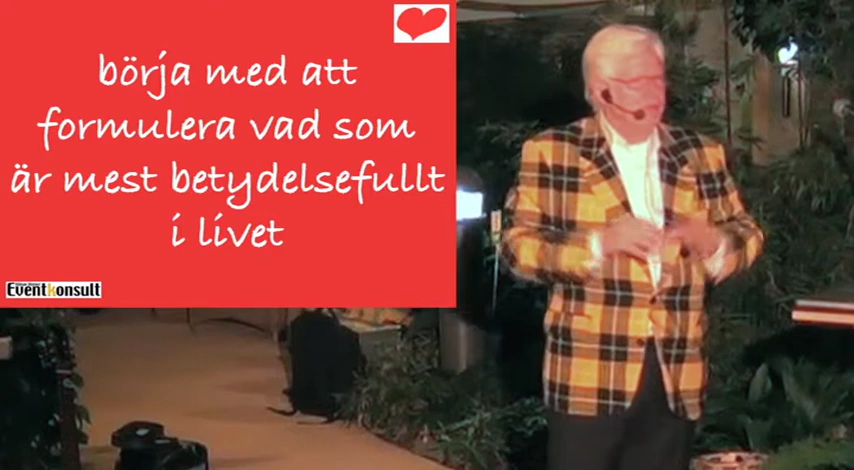 börja med att
formulera vad som
är mest betydelsefullt
i livet
Eventkonsult